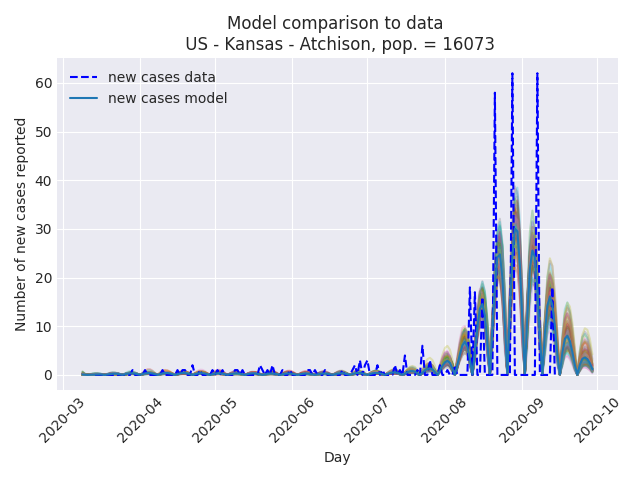 Model comparison to data
US - Kansas - Atchison, pop. = 16073
new cases data
new cases model
Number of new cases reported
60
50
40
30
20
10
0
2020-03
2020-04
2020-05
2020-06
2020-07
2020-08
2020-09
2020-10
Day